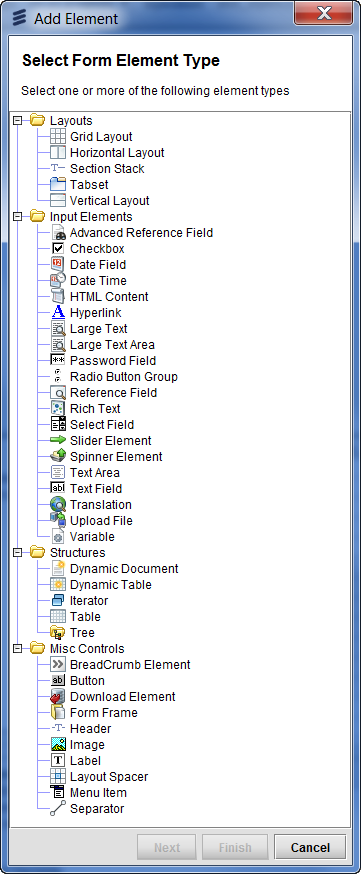 Add Element
Select Form Element Type
Select one or more of the following element types
Layouts
Grid Layout
Horizontal Layout
Section Stack
Tabset
Vertical Layout
Input Elements
Advanced Reference Field
Checkbox
Date Field
Date Time
HTML Content
Hyperlink
Large Text
Large Text Area
Password Field
Radio Button Group
Reference Field
Rich Text
Select Field
Slider Element
Spinner Element
Text Area
Text Field
Translation
Upload File
Variable
Structures
Dynamic Document
Dynamic Table
Iterator
Table
Tree
Misc Controls
BreadCrumb Element
Button
Download Element
Form Frame
Header
Image
Label
Layout Spacer
Menu Item
Separator
Next Finish Cancel